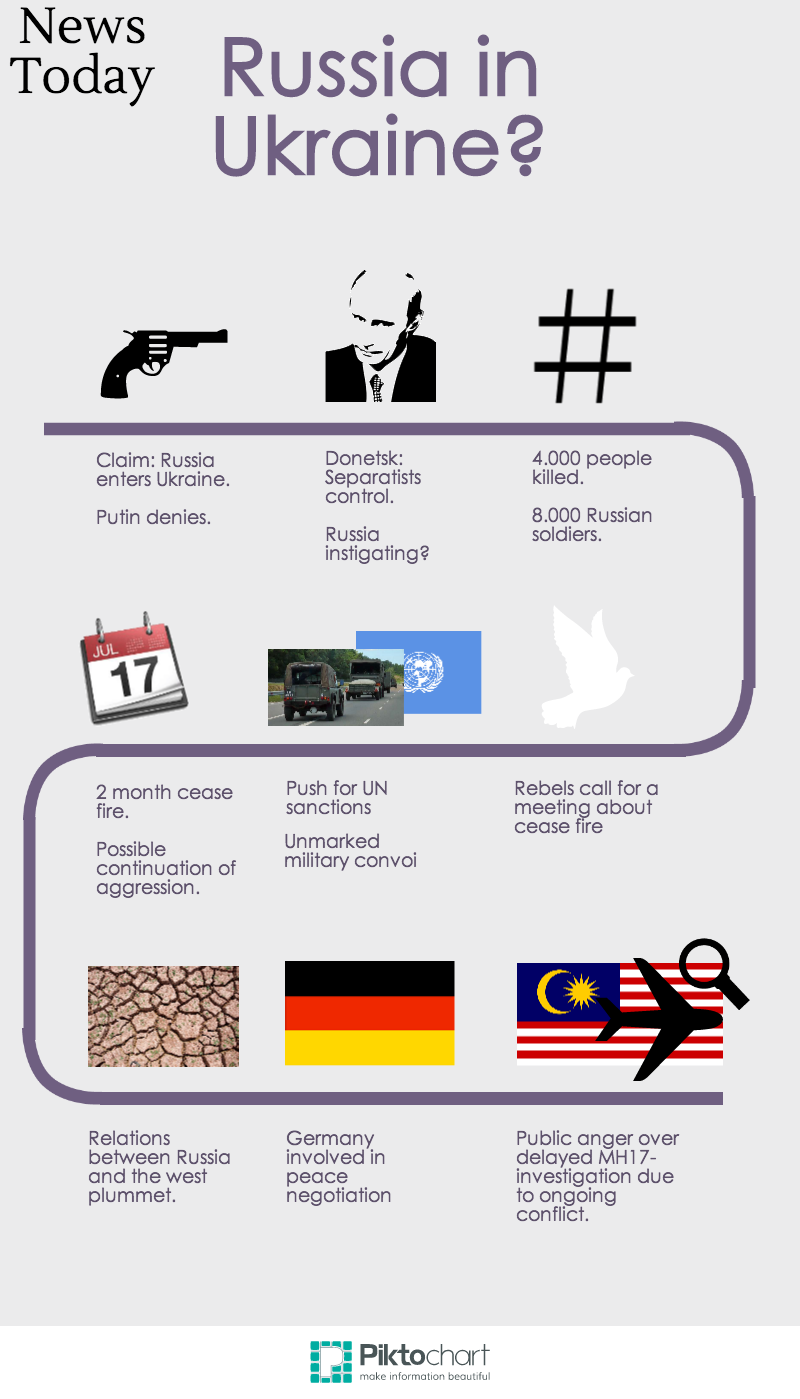 News
Today
Russia in
Ukraine?
Claim: Russia
enters Ukraine.
Putin denies.
Donetsk:
Separatists
control.
Russia
instigating?
4.000 people
killed.
8.000 Russian
soldiers.
JUL
17
2 month cease
fire.
Possible
continuation of
aggression.
Push for UN
sanctions
Unmarked
military convoi
Rebels call for a
meeting about
cease fire
Relations
between Russia
and the west
plummet.
Germany
involved in
peace
negotiation
Public anger over
delayed MH17-
investigation due
to ongoing
conflict.
Piktochart
make information beautiful